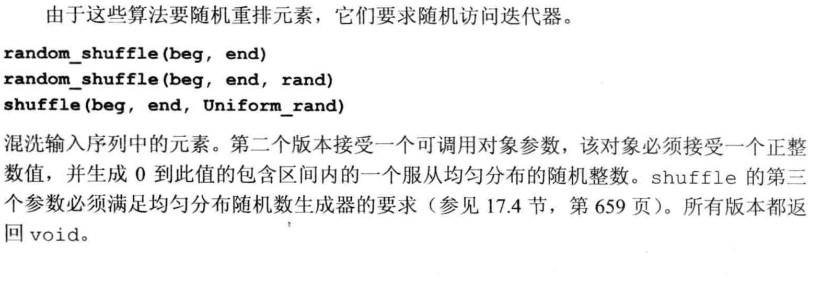 由于这些算法要随机重排元素，它们要求随机访问迭代器。
random_shuffle(beg, end)
random_shuffle(beg, end, rand)
shuffle(beg, end, Uniform_rand)
混洗输入序列中的元素。第二个版本接受一个可调用对象参数，该对象必须接受一个正整
数值，并生成 0 到此值的包含区间内的一个服从均匀分布的随机整数。shuffle 的第三
个参数必须满足均匀分布随机数生成器的要求（参见 17.4 节，第 659 页）。所有版本都返
回 void。